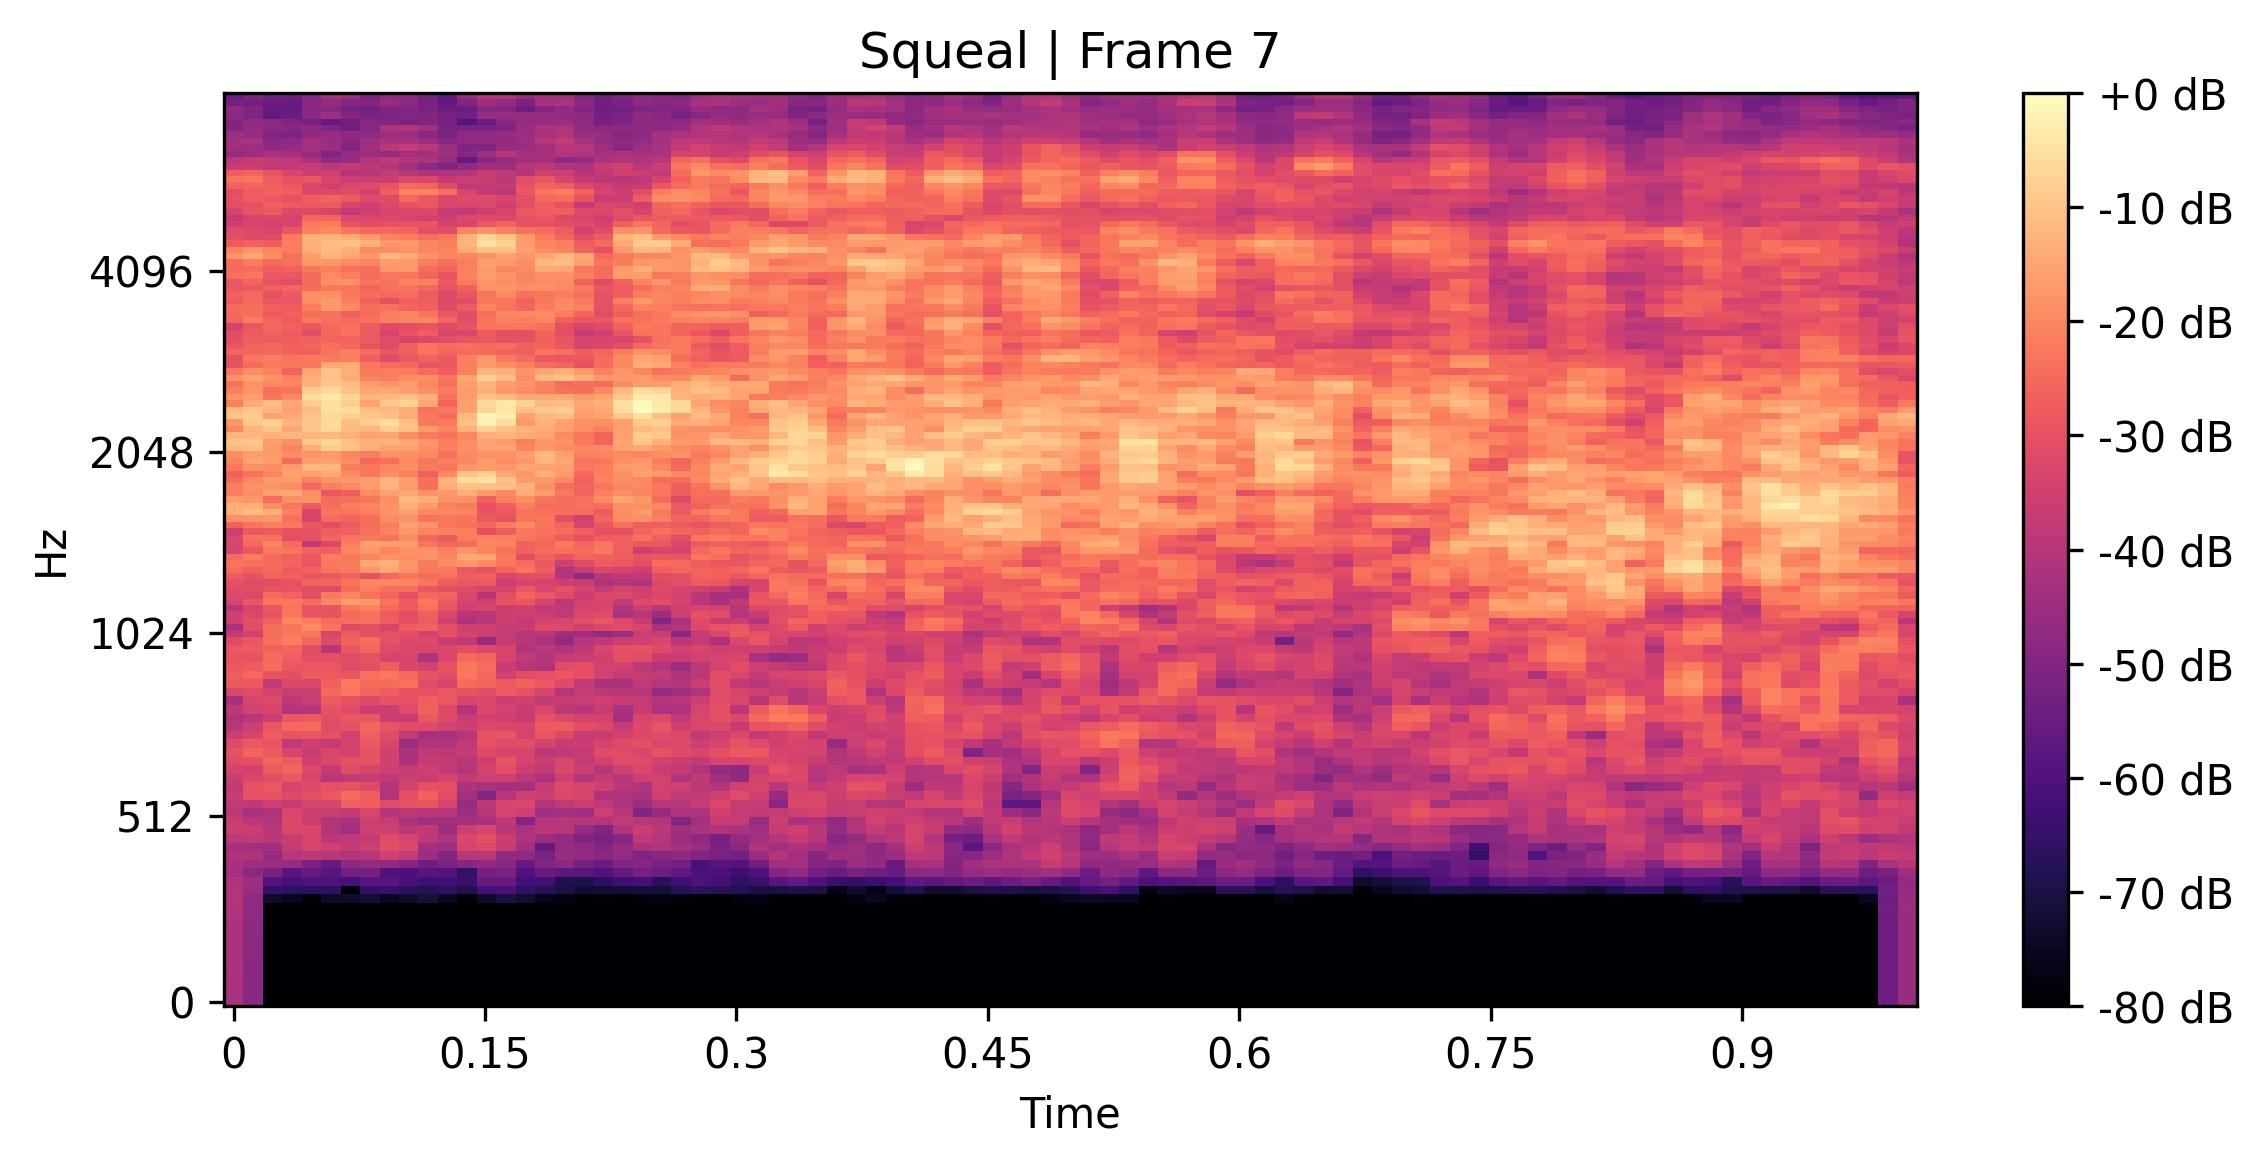 Squeal | Frame 7
+0 dB
-10 dB
-20 dB
-30 dB
-40 dB
-50 dB
-60 dB
-70 dB
-80 dB
Hz
4096
2048
1024
512
0
0 0.15 0.3 0.45 0.6 0.75 0.9
Time